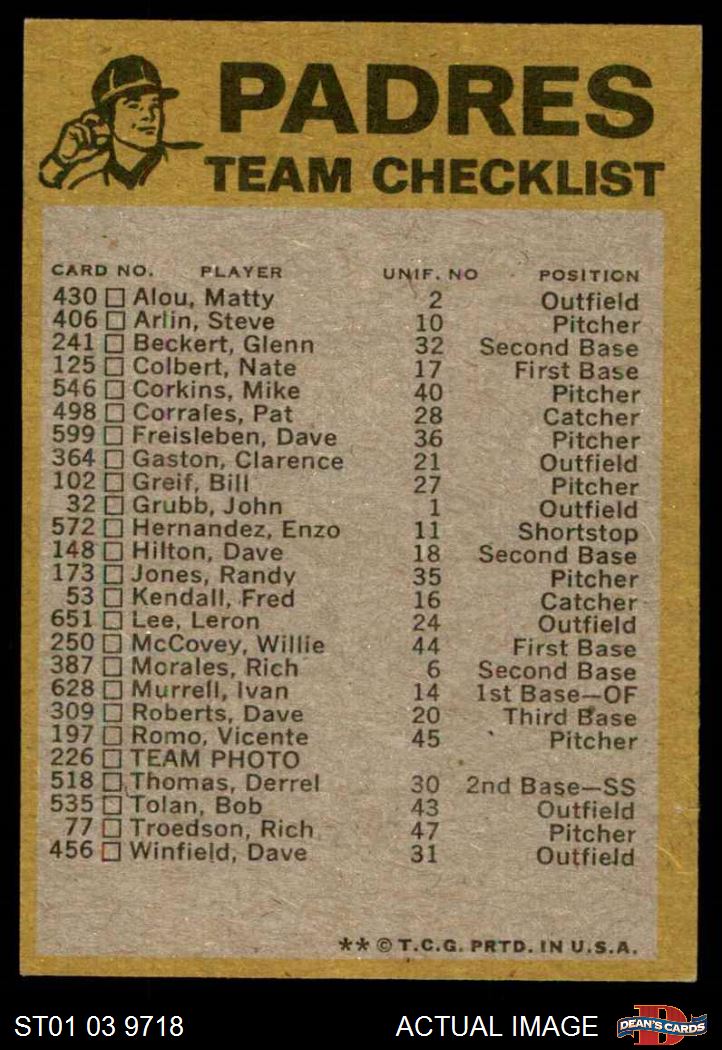 PADRES
TEAM CHECKLIST
CARD NO. PLAYER UNIF. NO POSITION
430 Alou, Matty 2 Outfield
406 Arlin, Steve 10 Pitcher
241 Beckert, Glenn 32 Second Base
125 Colbert, Nate 17 First Base
546 Corkins, Mike 40 Pitcher
498 Corrales, Pat 28 Catcher
599 Freisleben, Dave 36 Pitcher
364 Gaston, Clarence 21 Outfield
102 Greif, Bill 27 Pitcher
32 Grubb, John 1 Outfield
572 Hernandez, Enzo 11 Shortstop
148 Hilton, Dave 18 Second Base
173 Jones, Randy 35 Pitcher
53 Kendall, Fred 16 Catcher
651 Lee, Leron 24 Outfield
250 McCovey, Willie 44 First Base
387 Morales, Rich 6 Second Base
628 Murrell, Ivan 14 1st Base—OF
309 Roberts, Dave 20 Third Base
197 Romo, Vicente 45 Pitcher
226 TEAM PHOTO
518 Thomas, Derrel 30 2nd Base—SS
535 Tolan, Bob 43 Outfield
77 Troedson, Rich 47 Pitcher
456 Winfield, Dave 31 Outfield
** © T.C.G. PRTD. IN U.S.A.
ST01 03 9718 ACTUAL IMAGE D DEAN'S CARDS